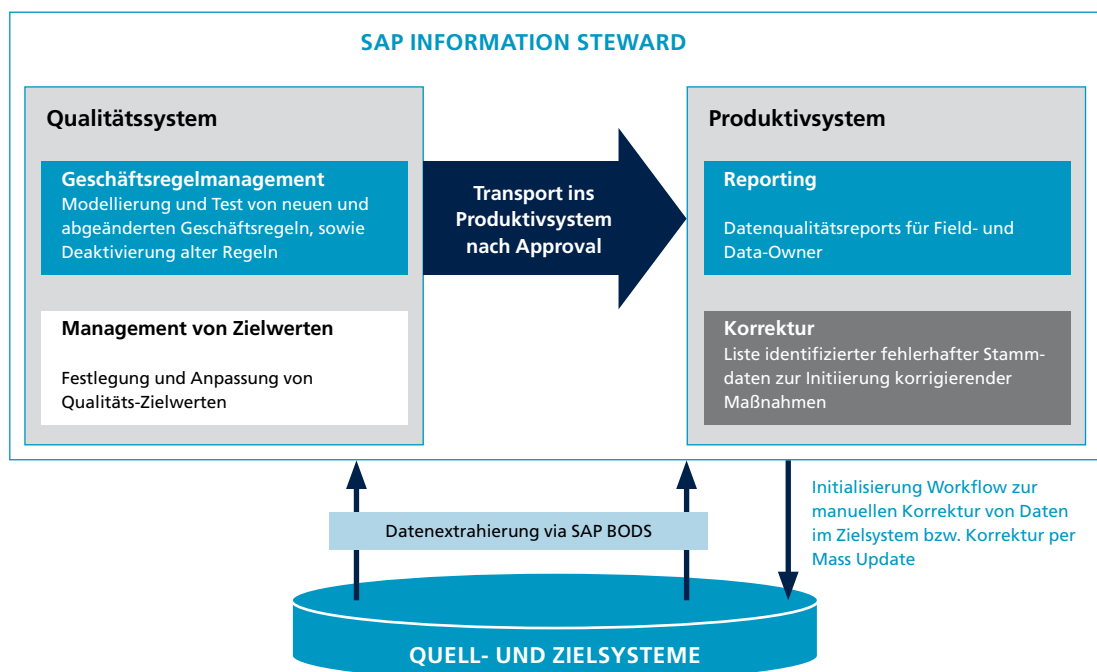 SAP INFORMATION STEWARD
Qualitätssystem
Geschäftsregelmanagement
Modellierung und Test von neuen und
abgeänderten Geschäftsregeln, sowie
Deaktivierung alter Regeln
Management von Zielwerten
Festlegung und Anpassung von
Qualitäts-Zielwerten
Transport ins
Produktivsystem
nach Approval
Produktivsystem
Reporting
Datenqualitätsreports für Field- und
Data-Owner
Korrektur
Liste identifizierter fehlerhafter Stamm-
daten zur Initiierung korrigierender
Maßnahmen
Datenextrahierung via SAP BODS
Initialisierung Workflow zur
manuellen Korrektur von Daten
im Zielsystem bzw. Korrektur per
Mass Update
QUELL- UND ZIELSYSTEME